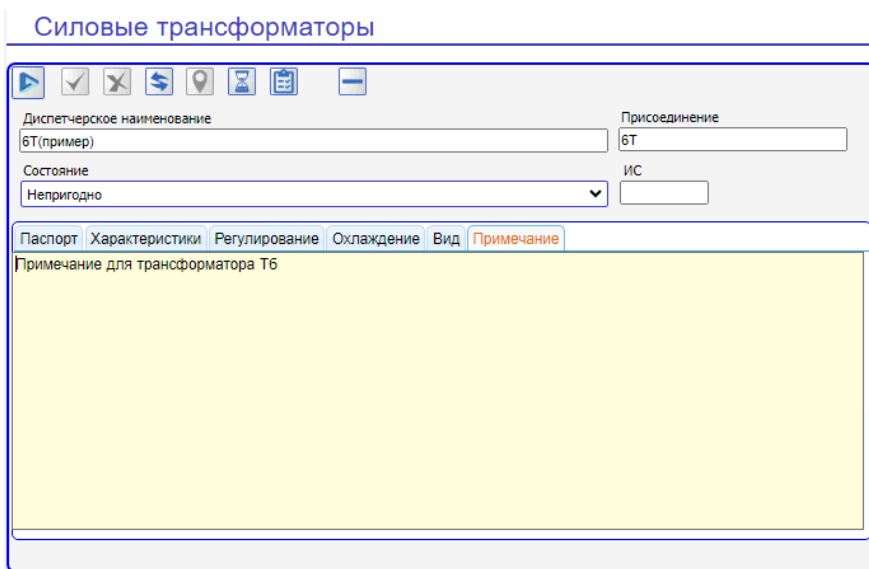 Силовые трансформаторы
Диспетчерское наименование Присоединение
6Т(пример) 6Т
Состояние ИС
Непригодно
Паспорт Характеристики Регулирование Охлаждение Вид Примечание
Примечание для трансформатора Т6